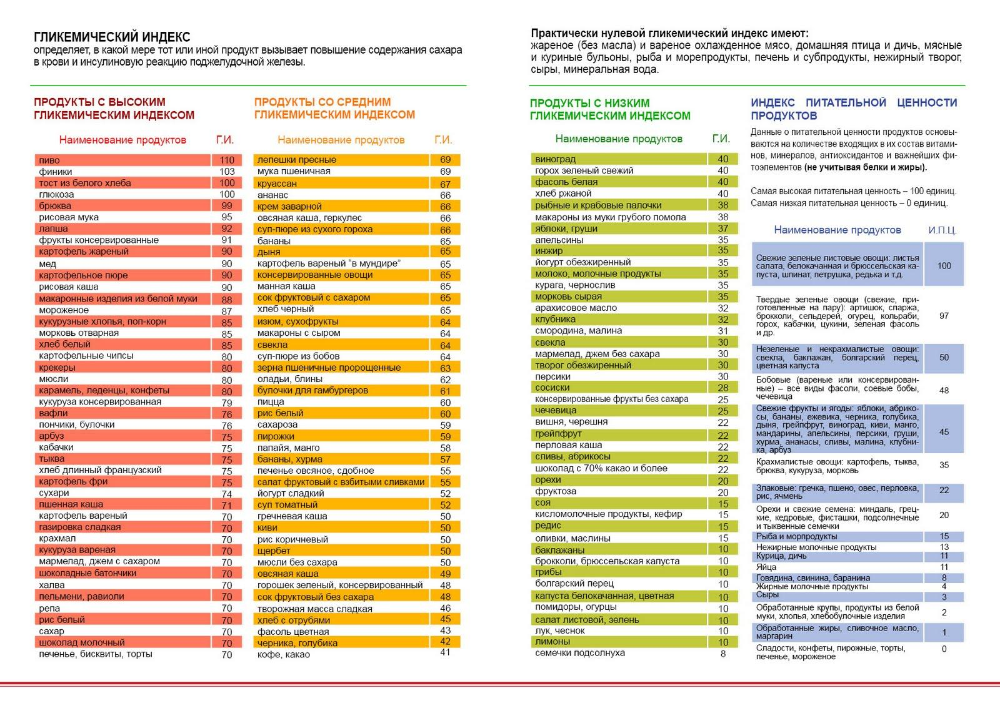 ГЛИКЕМИЧЕСКИЙ ИНДЕКС
определяет, в какой мере тот или иной продукт вызывает повышение содержания сахара
в крови и инсулиновую реакцию поджелудочной железы.
ПРОДУКТЫ С ВЫСОКИМ
ГЛИКЕМИЧЕСКИМ ИНДЕКСОМ
Наименование продуктов Г.И.
пиво 110
финики 103
тост из белого хлеба 100
глюкоза 100
брюква 99
рисовая мука 95
лапша 92
фрукты консервированные 91
картофель жареный 90
мед 90
картофельное пюре 90
рисовая каша 90
макаронные изделия из белой муки 88
мороженое 87
кукурузные хлопья, поп-корн 85
морковь отварная 85
хлеб белый 85
картофельные чипсы 80
крекеры 80
мюсли 80
карамель, леденцы, конфеты 80
кукуруза консервированная 79
вафли 76
пончики, булочки 76
арбуз 75
кабачки 75
тыква 75
хлеб длинный французский 75
картофель фри 75
сухари 74
пшенная каша 71
картофель вареный 70
газировка сладкая 70
крахмал 70
кукуруза вареная 70
мармелад, джем с сахаром 70
шоколадные батончики 70
халва 70
пельмени, равиоли 70
репа 70
рис белый 70
сахар 70
шоколад молочный 70
печенье, бисквиты, торты 70
ПРОДУКТЫ СО СРЕДНИМ
ГЛИКЕМИЧЕСКИМ ИНДЕКСОМ
Наименование продуктов Г.И.
лепешки пресные 69
мука пшеничная 69
круассан 67
ананас 66
крем заварной 66
овсяная каша, геркулес 66
суп-пюре из сухого гороха 66
бананы 65
дыня 65
картофель вареный “в мундире” 65
консервированные овощи 65
манная каша 65
сок фруктовый с сахаром 65
хлеб черный 65
изюм, сухофрукты 64
макароны с сыром 64
свекла 64
суп-пюре из бобов 64
зерна пшеничные пророщенные 63
оладьи, блины 62
булочки для гамбургеров 61
пицца 60
рис белый 60
сахароза 59
пирожки 59
папайя, манго 58
бананы, хурма 57
печенье овсяное, сдобное 55
салат фруктовый с взбитыми сливками 55
йогурт сладкий 52
суп томатный 52
гречневая каша 50
киви 50
рис коричневый 50
щербет 50
мюсли без сахара 50
овсяная каша 49
горошек зеленый, консервированный 48
сок фруктовый без сахара 48
творожная масса сладкая 46
хлеб с отрубями 45
фасоль цветная 43
черника, голубика 42
кофе, какао 41
Практически нулевой гликемический индекс имеют:
жареное (без масла) и вареное охлажденное мясо, домашняя птица и дичь, мясные
и куриные бульоны, рыба и морепродукты, печень и субпродукты, нежирный творог,
сыры, минеральная вода.
ПРОДУКТЫ С НИЗКИМ
ГЛИКЕМИЧЕСКИМ ИНДЕКСОМ
Наименование продуктов Г.И.
виноград 40
горох зеленый свежий 40
фасоль белая 40
хлеб ржаной 40
рыбные и крабовые палочки 38
макароны из муки грубого помола 38
яблоки, груши 37
апельсины 35
инжир 35
йогурт обезжиренный 35
молоко, молочные продукты 35
курага, чернослив 35
морковь сырая 35
арахисовое масло 32
клубника 32
смородина, малина 31
свекла 30
мармелад, джем без сахара 30
творог обезжиренный 30
персики 30
сосиски 28
консервированные фрукты без сахара 25
чечевица 25
вишня, черешня 22
грейпфрут 22
перловая каша 22
сливы, абрикосы 22
шоколад с 70% какао и более 22
орехи 20
фруктоза 20
соя 15
кисломолочные продукты, кефир 15
редис 15
оливки, маслины 15
баклажаны 10
брокколи, брюссельская капуста 10
грибы 10
болгарский перец 10
капуста белокачанная, цветная 10
помидоры, огурцы 10
салат листовой, зелень 10
лук, чеснок 10
лимоны 10
семечки подсолнуха 8
ИНДЕКС ПИТАТЕЛЬНОЙ ЦЕННОСТИ
ПРОДУКТОВ
Данные о питательной ценности продуктов основы-
ваются на количестве входящих в их состав витами-
нов, минералов, антиоксидантов и важнейших фи-
тоэлементов (не учитывая белки и жиры).
Самая высокая питательная ценность – 100 единиц.
Самая низкая питательная ценность – 0 единиц.
Наименование продуктов И.П.Ц.
Свежие зеленые листовые овощи: листья
салата, белокачанная и брюссельская ка- 100
пуста, шпинат, петрушка, редька и т.д.
Твердые зеленые овощи (свежие, при-
готовленные на пару): артишок, спаржа,
брокколи, сельдерей, огурец, кольраби, 97
горох, кабачки, цукини, зеленая фасоль
и др.
Незеленые и некрахмалистые овощи:
свекла, баклажан, болгарский перец, 50
цветная капуста
Бобовые (вареные или консервирован-
ные) – все виды фасоли, соевые бобы, 48
чечевица
Свежие фрукты и ягоды: яблоки, абрико-
сы, бананы, ежевика, черника, голубика,
дыня, грейпфрут, виноград, киви, манго,
мандарины, апельсины, персики, груши, 45
хурма, ананасы, сливы, малина, клубни-
ка, арбуз
Крахмалистые овощи: картофель, тыква, 35
брюква, кукуруза, морковь
Злаковые: гречка, пшено, овес, перловка, 22
рис, ячмень
Орехи и свежие семена: миндаль, грец-
кие, кедровые, фисташки, подсолнечные 20
и тыквенные семечки
Рыба и морпродукты 15
Нежирные молочные продукты 13
Курица, дичь 11
Яйца 11
Говядина, свинина, баранина 8
Жирные молочные продукты 4
Сыры 3
Обработанные крупы, продукты из белой 2
муки, хлопья, хлебобулочные изделия
Обработанные жиры, сливочное масло, 1
маргарин
Сладости, конфеты, пирожные, торты, 0
печенье, мороженое